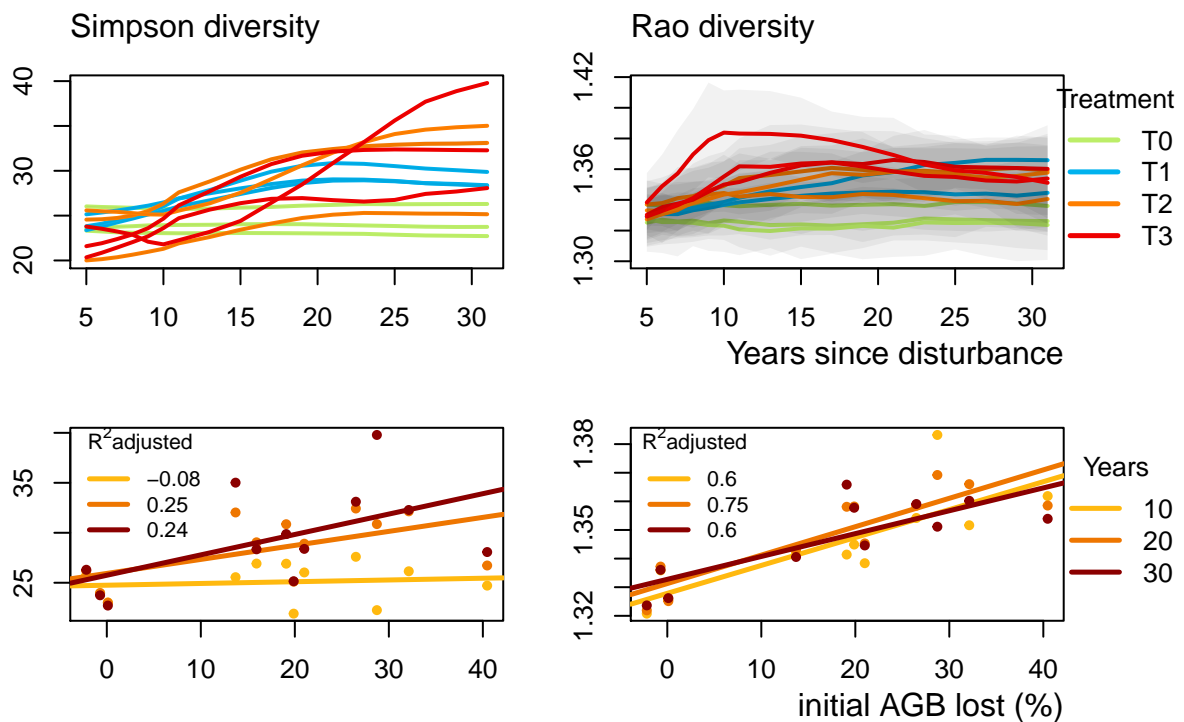 Simpson diversity
Rao diversity
40
30
20
5 10 15 20 25 30
1.42
1.36
1.30
5 10 15 20 25 30
Years since disturbance
Treatment
T0
T1
T2
T3
R²adjusted
−0.08
0.25
0.24
35
25
0 10 20 30 40
R²adjusted
0.6
0.75
0.6
1.38
1.35
1.32
0 10 20 30 40
initial AGB lost (%)
Years
10
20
30